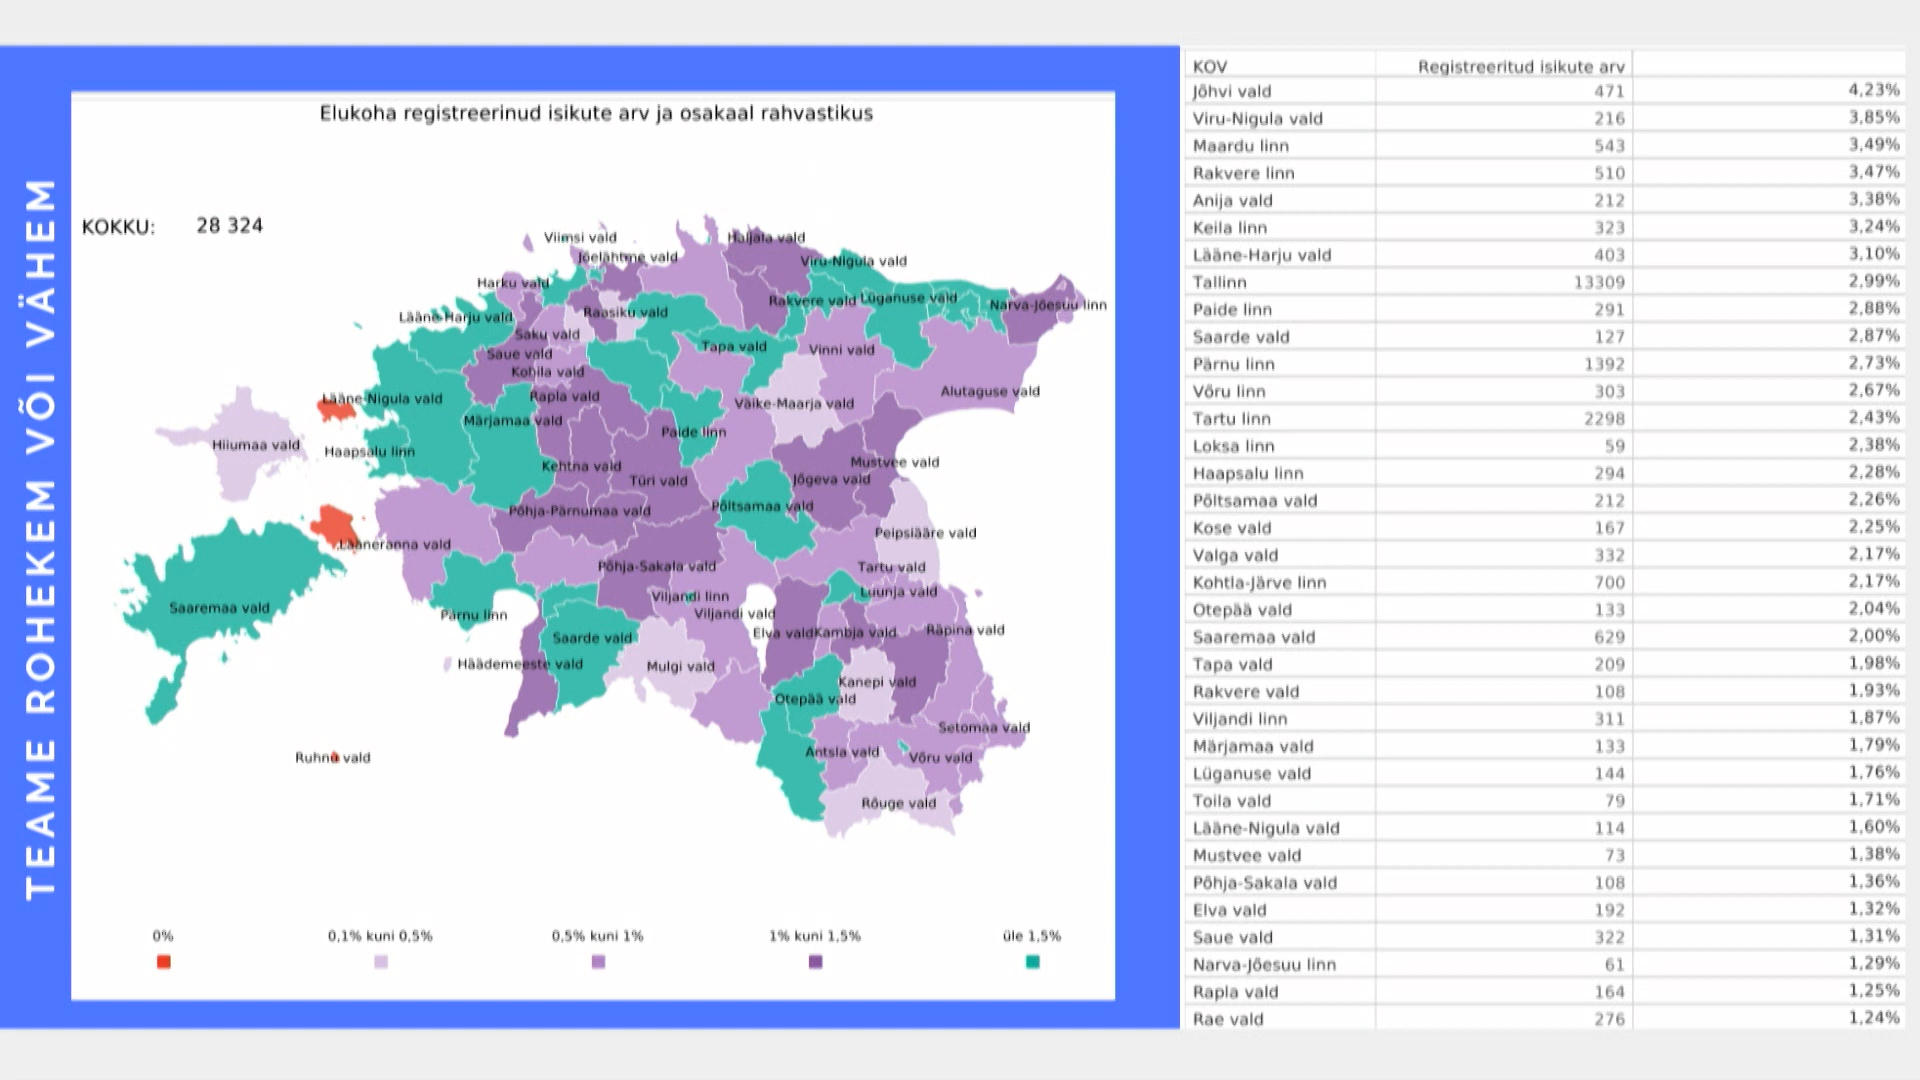 TEAME ROHEKEM VÕI VÄHEM
Elukoha registreerinud isikute arv ja osakaal rahvastikus
KOKKU: 28 324
Viimsi vald
Haljala vald
Jõelähtme vald
Viru-Nigula vald
Harku vald
Rakvere vald
Lüganuse vald
Narva-Jõesuu linn
Lääne-Harju vald
Raasiku vald
Saku vald
Saue vald
Tapa vald
Vinni vald
Kohila vald
Alutaguse vald
Lääne-Nigula vald
Rapla vald
Väike-Maarja vald
Märjamaa vald
Paide linn
Hiiumaa vald
Haapsalu linn
Kehtna vald
Mustvee vald
Türi vald
Jõgeva vald
Põhja-Pärnumaa vald
Põltsamaa vald
Lääneranna vald
Peipsiääre vald
Põhja-Sakala vald
Tartu vald
Saaremaa vald
Pärnu linn
Viljandi linn
Luunja vald
Viljandi vald
Saarde vald
Elva vald
Kambja vald
Räpina vald
Häädemeeste vald
Mulgi vald
Kanepi vald
Otepää vald
Setomaa vald
Ruhnu vald
Antsla vald
Võru vald
Rõuge vald
0%
0,1% kuni 0,5%
0,5% kuni 1%
1% kuni 1,5%
üle 1,5%
KOV Registreeritud isikute arv
Jõhvi vald 471 4,23%
Viru-Nigula vald 216 3,85%
Maardu linn 543 3,49%
Rakvere linn 510 3,47%
Anija vald 212 3,38%
Keila linn 323 3,24%
Lääne-Harju vald 403 3,10%
Tallinn 13309 2,99%
Paide linn 291 2,88%
Saarde vald 127 2,87%
Pärnu linn 1392 2,73%
Võru linn 303 2,67%
Tartu linn 2298 2,43%
Loksa linn 59 2,38%
Haapsalu linn 294 2,28%
Põltsamaa vald 212 2,26%
Kose vald 167 2,25%
Valga vald 332 2,17%
Kohtla-Järve linn 700 2,17%
Otepää vald 133 2,04%
Saaremaa vald 629 2,00%
Tapa vald 209 1,98%
Rakvere vald 108 1,93%
Viljandi linn 311 1,87%
Märjamaa vald 133 1,79%
Lüganuse vald 144 1,76%
Toila vald 79 1,71%
Lääne-Nigula vald 114 1,60%
Mustvee vald 73 1,38%
Põhja-Sakala vald 108 1,36%
Elva vald 192 1,32%
Saue vald 322 1,31%
Narva-Jõesuu linn 61 1,29%
Rapla vald 164 1,25%
Rae vald 276 1,24%